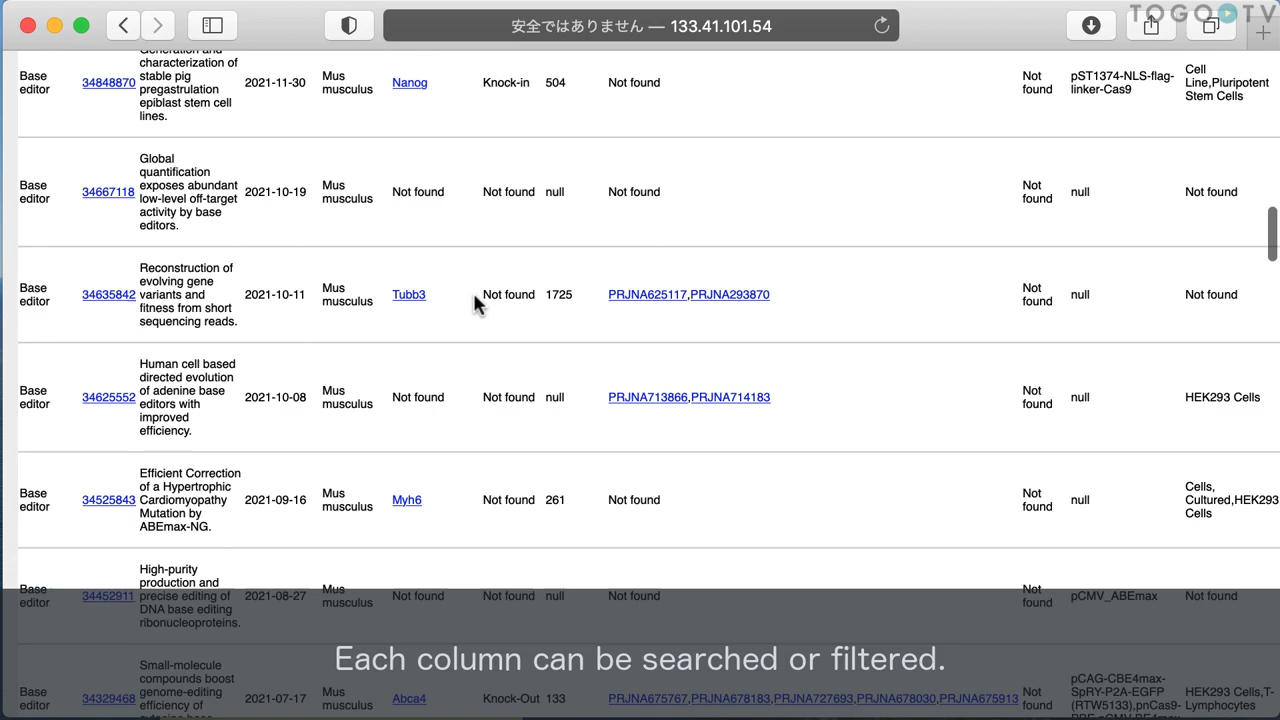 TOGO TV
安全ではありません — 133.41.101.54
Base editor 34848870 Generation and characterization of stable pig pregastrulation epiblast stem cell lines. 2021-11-30 Mus musculus Nanog Knock-in 504 Not found Not found pST1374-NLS-flag-linker-Cas9 Cell Line,Pluripotent Stem Cells
Base editor 34667118 Global quantification exposes abundant low-level off-target activity by base editors. 2021-10-19 Mus musculus Not found Not found null Not found Not found null Not found
Base editor 34635842 Reconstruction of evolving gene variants and fitness from short sequencing reads. 2021-10-11 Mus musculus Tubb3 Not found 1725 PRJNA625117,PRJNA293870 Not found null Not found
Base editor 34625552 Human cell based directed evolution of adenine base editors with improved efficiency. 2021-10-08 Mus musculus Not found Not found null PRJNA713866,PRJNA714183 Not found null HEK293 Cells
Base editor 34525843 Efficient Correction of a Hypertrophic Cardiomyopathy Mutation by ABEmax-NG. 2021-09-16 Mus musculus Myh6 Not found 261 Not found Not found null Cells, Cultured,HEK293 Cells
Base editor 34452911 High-purity production and precise editing of DNA base editing ribonucleoproteins. 2021-08-27 Mus musculus Not found Not found null Not found Not found pCMV_ABEmax Not found
Base editor 34329468 Small-molecule compounds boost genome-editing efficiency of 2021-07-17 Mus musculus Abca4 Knock-Out 133 PRJNA675767,PRJNA678183,PRJNA727693,PRJNA678030,PRJNA675913 Not found pCAG-CBE4max-SpRY-P2A-EGFP (RTW5133),pnCas9- HEK293 Cells,T-Lymphocytes
Each column can be searched or filtered.